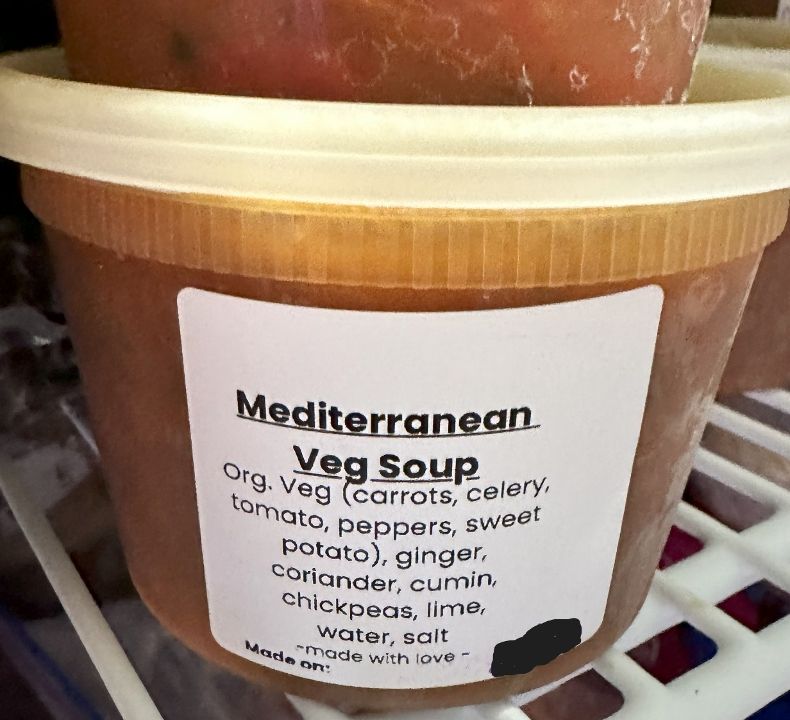 Mediterranean
Veg Soup
Org. Veg (carrots, celery,
tomato, peppers, sweet
potato), ginger,
coriander, cumin,
chickpeas, lime,
water, salt
-made with love -
Made on: